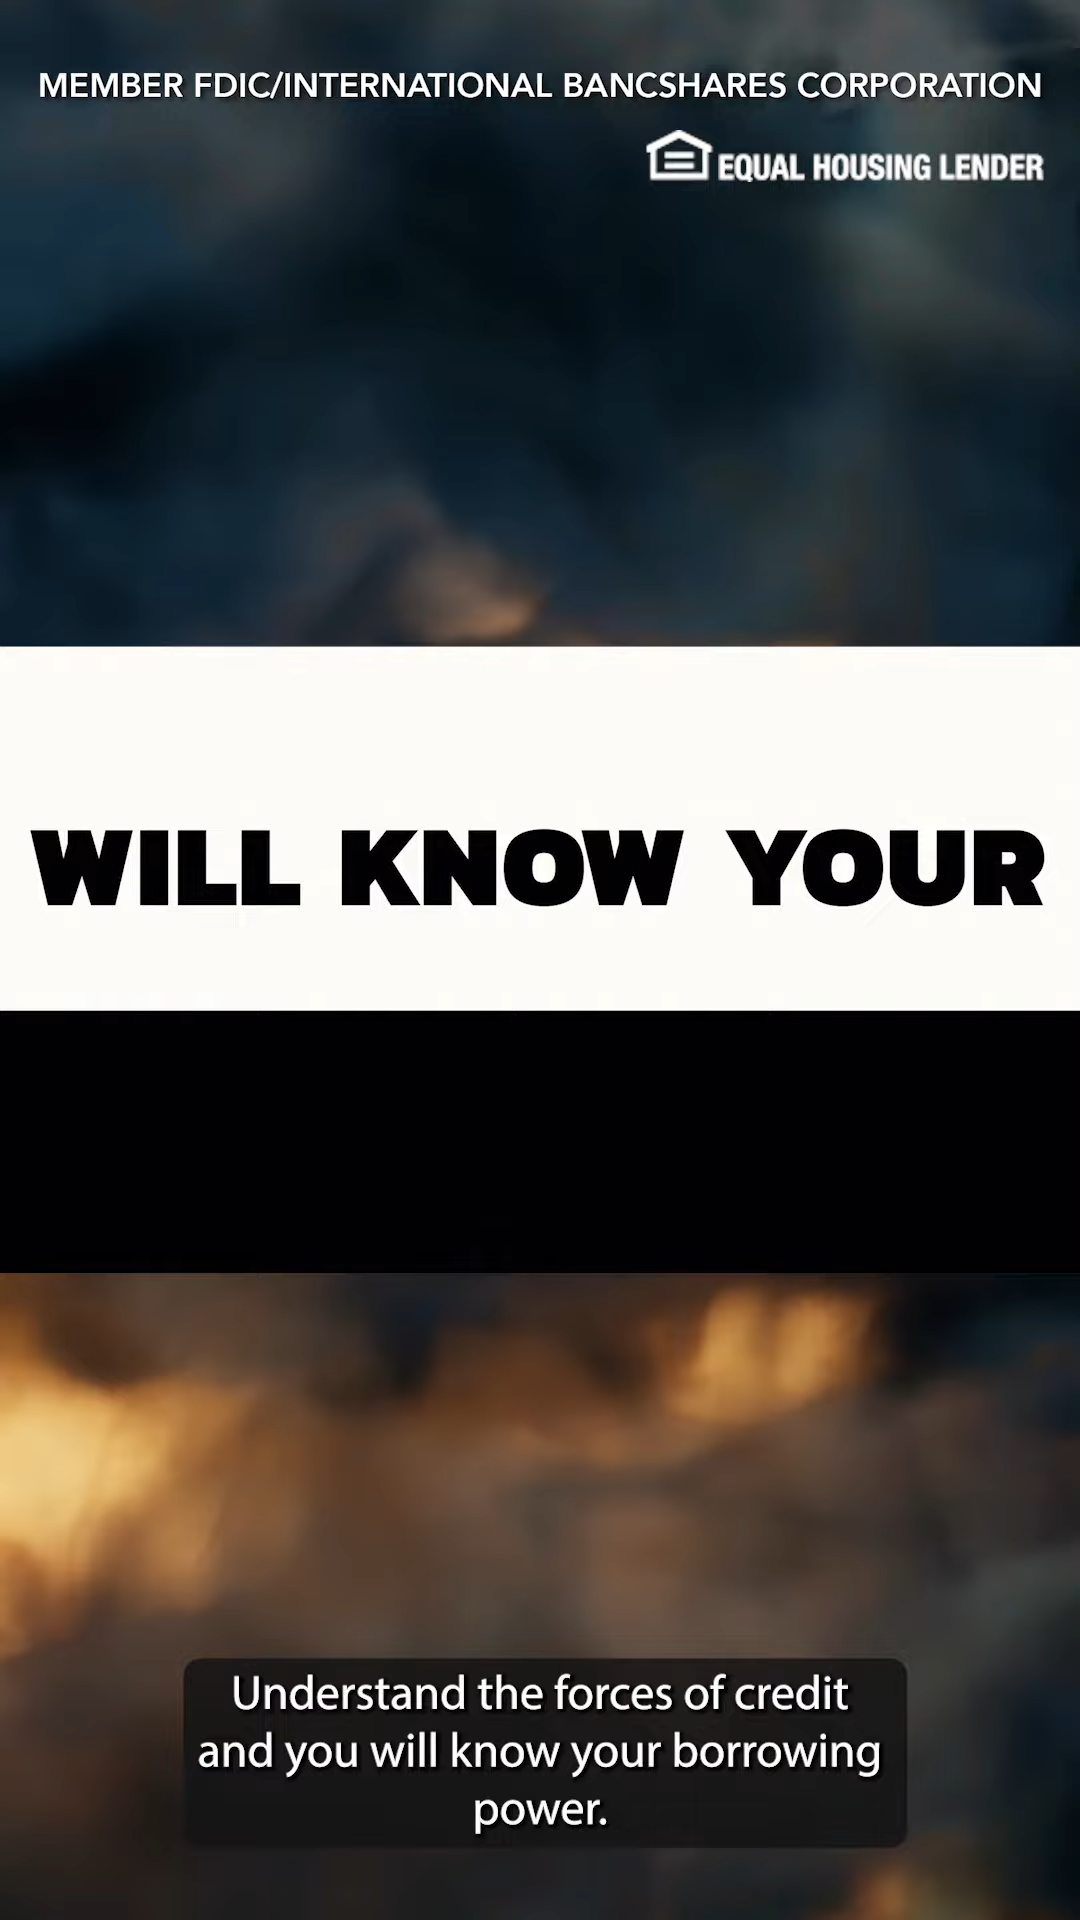 MEMBER FDIC/INTERNATIONAL BANCSHARES CORPORATION
EQUAL HOUSING LENDER
WILL KNOW YOUR
Understand the forces of credit
and you will know your borrowing
power.